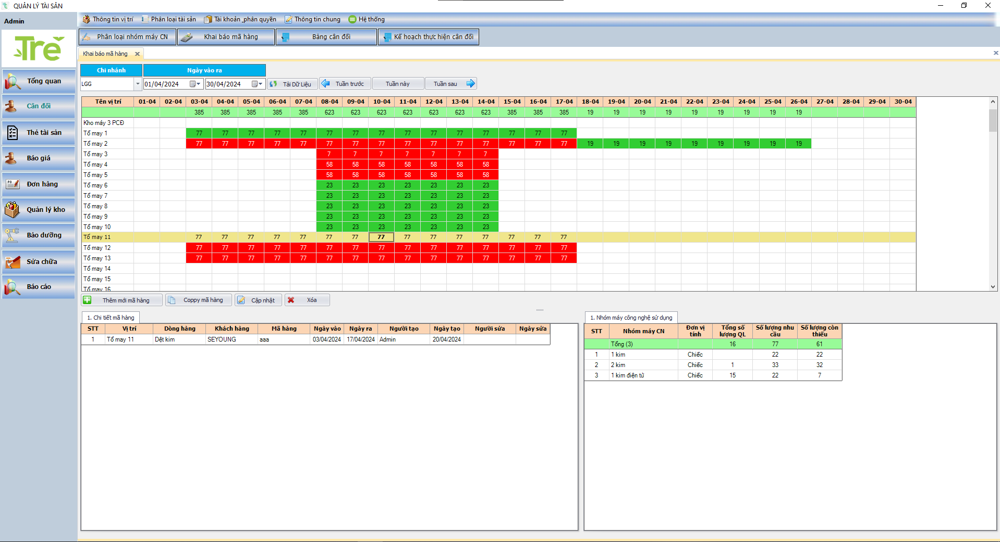 QUẢN LÝ TÀI SẢN
Admin
Thông tin vị trí Phân loại tài sản Tài khoản _phân quyền Thông tin chung Hệ thống
Trẻ
Phân loại nhóm máy CN Khai báo mã hàng Bảng cân đối Kế hoạch thực hiện cân đối
Khai báo mã hàng
Tổng quan
Cân đối
Thẻ tài sản
Báo giá
Đơn hàng
Quản lý kho
Bảo dưỡng
Sửa chữa
Báo cáo
Chi nhánh Ngày vào ra
LGG 01/04/2024 30/04/2024 Tải Dữ Liệu Tuần trước Tuần này Tuần sau
Tên vị trí 01-04 02-04 03-04 04-04 05-04 06-04 07-04 08-04 09-04 10-04 11-04 12-04 13-04 14-04 15-04 16-04 17-04 18-04 19-04 20-04 21-04 22-04 23-04 24-04 25-04 26-04 27-04 28-04 29-04 30-04
385 385 385 385 385 623 623 623 623 623 623 623 385 385 385 19 19 19 19 19 19 19 19 19
Kho máy 3 PCĐ
Tổ may 1 77 77 77 77 77 77 77 77 77 77 77 77 77 77 77
Tổ may 2 77 77 77 77 77 77 77 77 77 77 77 77 77 77 77 19 19 19 19 19 19 19 19 19
Tổ may 3 7 7 7 7 7 7 7
Tổ may 4 58 58 58 58 58 58 58
Tổ may 5 58 58 58 58 58 58 58
Tổ may 6 23 23 23 23 23 23 23
Tổ may 7 23 23 23 23 23 23 23
Tổ may 8 23 23 23 23 23 23 23
Tổ may 9 23 23 23 23 23 23 23
Tổ may 10 23 23 23 23 23 23 23
Tổ may 11 77 77 77 77 77 77 77 77 77 77 77 77 77 77 77
Tổ may 12 77 77 77 77 77 77 77 77 77 77 77 77 77 77 77
Tổ may 13 77 77 77 77 77 77 77 77 77 77 77 77 77 77 77
Tổ may 14
Tổ may 15
Tổ may 16
Thêm mới mã hàng Coppy mã hàng Cập nhật Xóa
1. Chi tiết mã hàng
STT Vị trí Dòng hàng Khách hàng Mã hàng Ngày vào Ngày ra Người tạo Ngày tạo Người sửa Ngày sửa
1 Tổ may 11 Dệt kim SEYOUNG aaa 03/04/2024 17/04/2024 Admin 20/04/2024
1. Nhóm máy công nghệ sử dụng
STT Nhóm máy CN Đơn vị tính Tổng số lượng QL Số lượng nhu cầu Số lượng còn thiếu
Tổng (3) 16 77 61
1 1 kim Chiếc 22 22
2 2 kim Chiếc 1 33 32
3 1 kim điện tử Chiếc 15 22 7